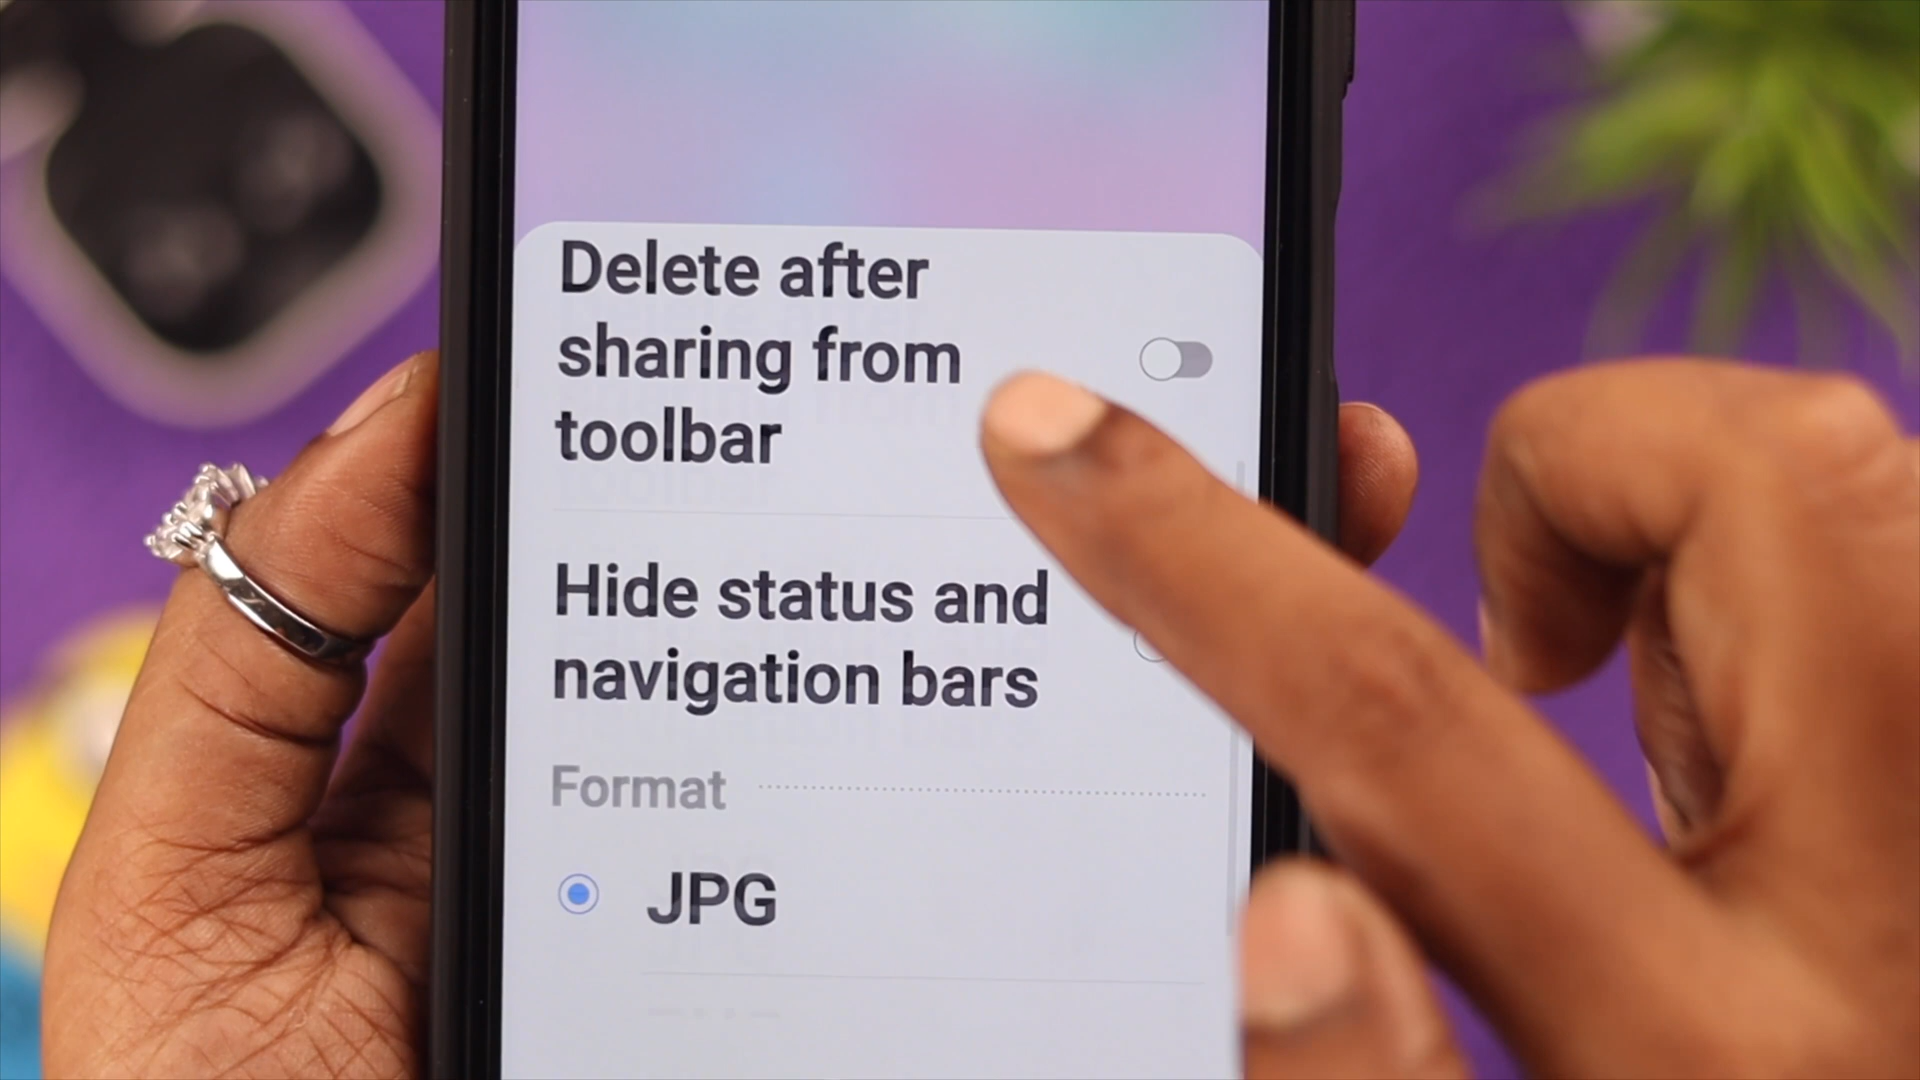 Delete after
sharing from
toolbar
Hide status and
navigation bars
Format
JPG